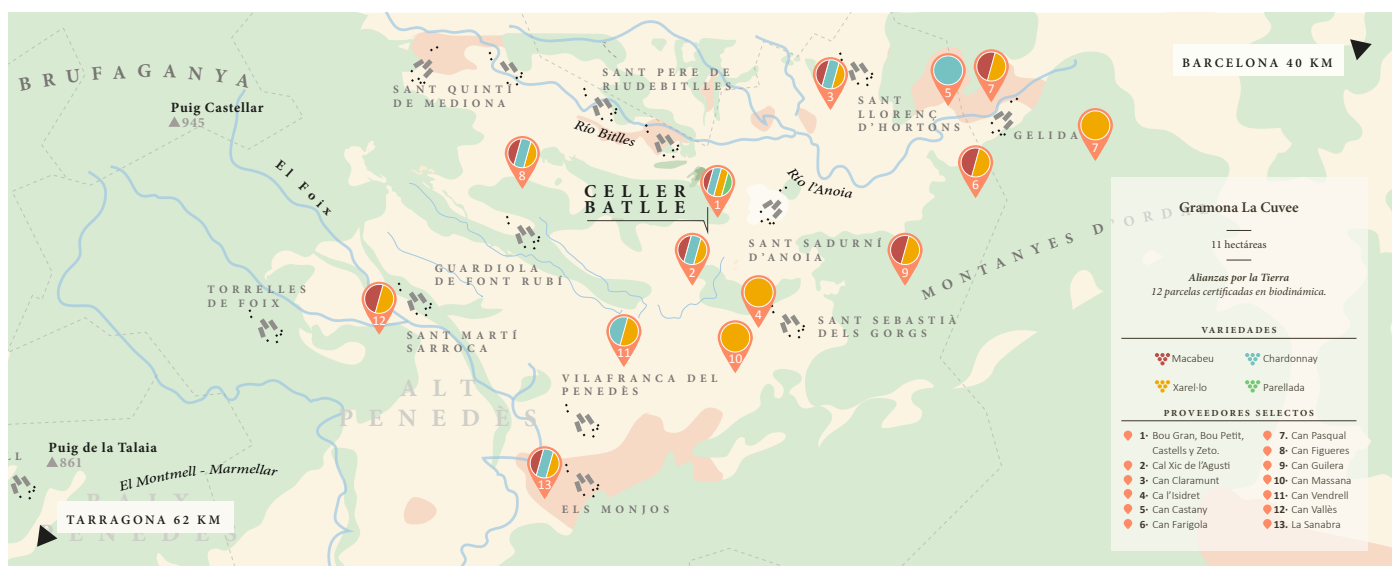 BRUFAGANYA
Puig Castellar
945
El Foix
SANT QUINTÍ
DE MEDIONA
SANT PERE DE
RIUDEBITLLES
Río Bitlles
3
SANT
LLORENÇ
D'HORTONS
5
7
GELIDA
7
6
BARCELONA 40 KM
8
CELLER
BATLLE
1
Río l'Anoia
2
SANT SADURNÍ
D'ANOIA
9
MONTANYES D'ORDA
GUARDIOLA
DE FONT RUBÍ
TORRELLES
DE FOIX
12
SANT MARTÍ
SARROCA
4
SANT SEBASTIÀ
DELS GORGS
11
10
VILAFRANCA DEL
PENEDÈS
ALT
PENEDÈS
13
ELS MONJOS
Puig de la Talaia
861
LL
El Montmell - Marmellar
BAIX
PENEDÈS
TARRAGONA 62 KM
Gramona La Cuvee
11 hectáreas
Alianzas por la Tierra
12 parcelas certificadas en biodinámica.
VARIEDADES
Macabeu
Chardonnay
Xarel·lo
Parellada
PROVEEDORES SELECTOS
1· Bou Gran, Bou Petit,
Castells y Zeto.
2· Cal Xic de l'Agustí
3· Can Claramunt
4· Ca l'Isidret
5· Can Castany
6· Can Farigola
7. Can Pasqual
8· Can Figueres
9· Can Guilera
10· Can Massana
11· Can Vendrell
12· Can Vallès
13. La Sanabra